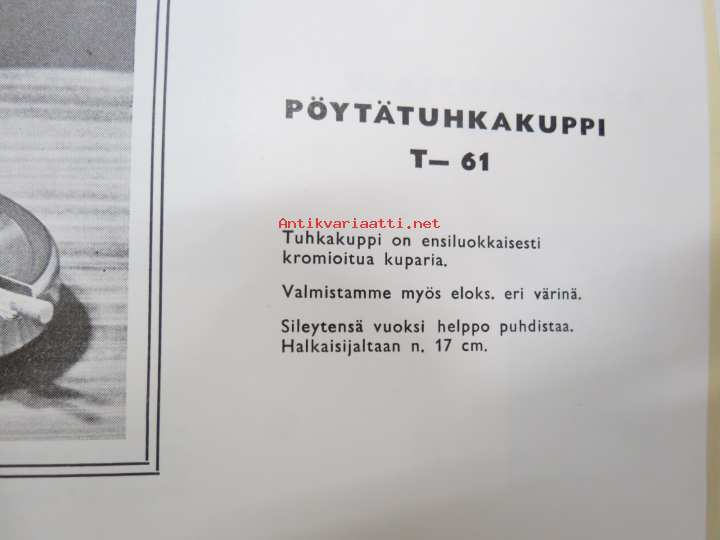 PÖYTÄTUHKAKUPPI
T— 61
Antikvariaatti.net
Tuhkakuppi on ensiluokkaisesti
kromioitua kuparia.
Valmistamme myös eloks. eri värinä.
Sileytensä vuoksi helppo puhdistaa.
Halkaisijaltaan n. 17 cm.